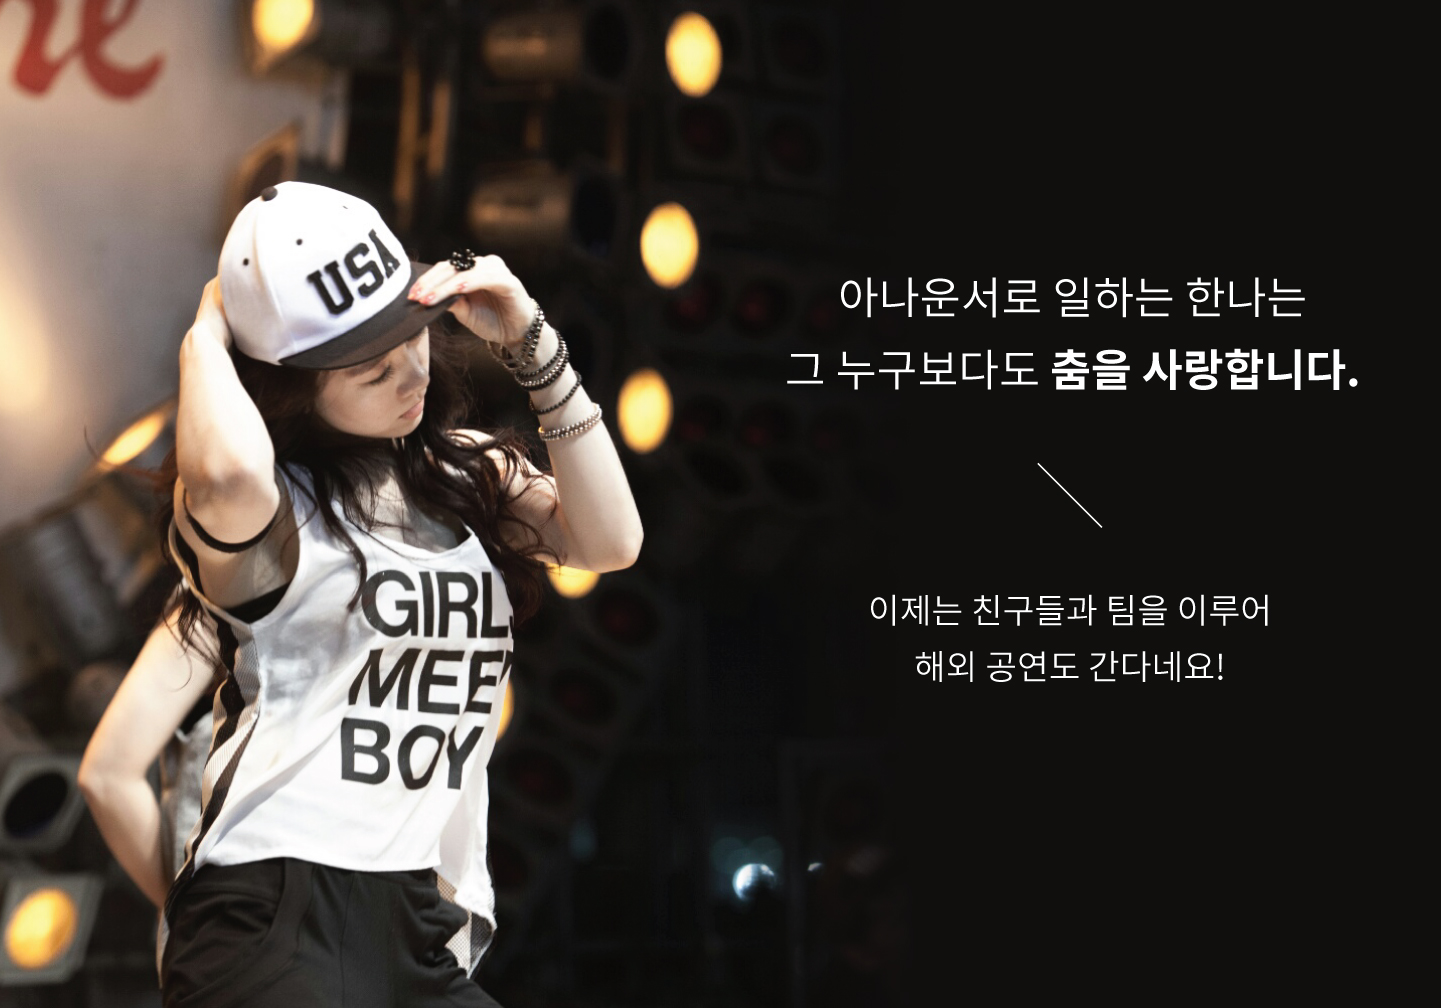 USA
GIRL
MEET
BOY
아나운서로 일하는 한나는
그 누구보다도 춤을 사랑합니다.
이제는 친구들과 팀을 이루어
해외 공연도 간다네요!